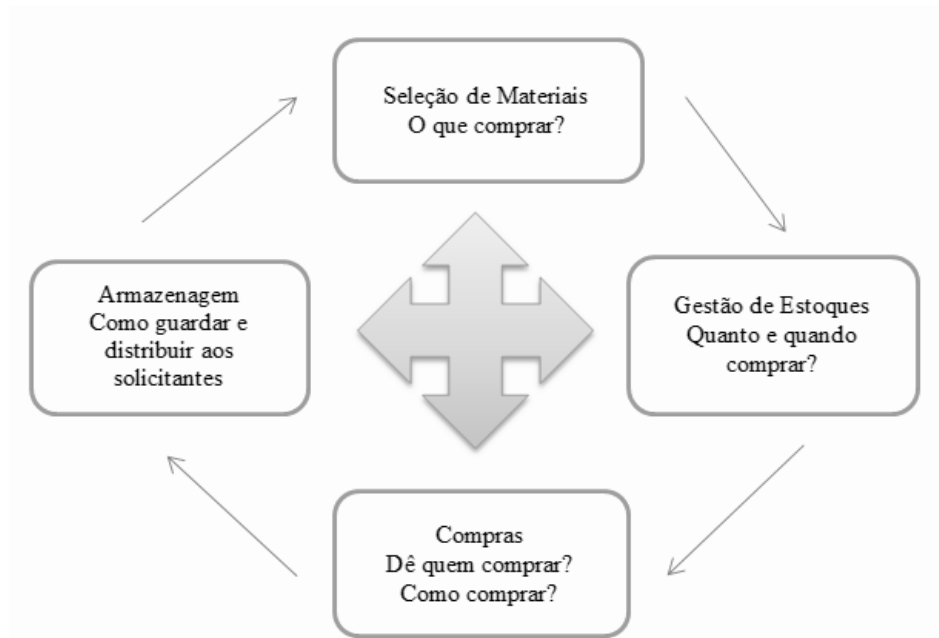 Seleção de Materiais
O que comprar?
Armazenagem
Como guardar e
distribuir aos
solicitantes
Gestão de Estoques
Quanto e quando
comprar?
Compras
Dê quem comprar?
Como comprar?